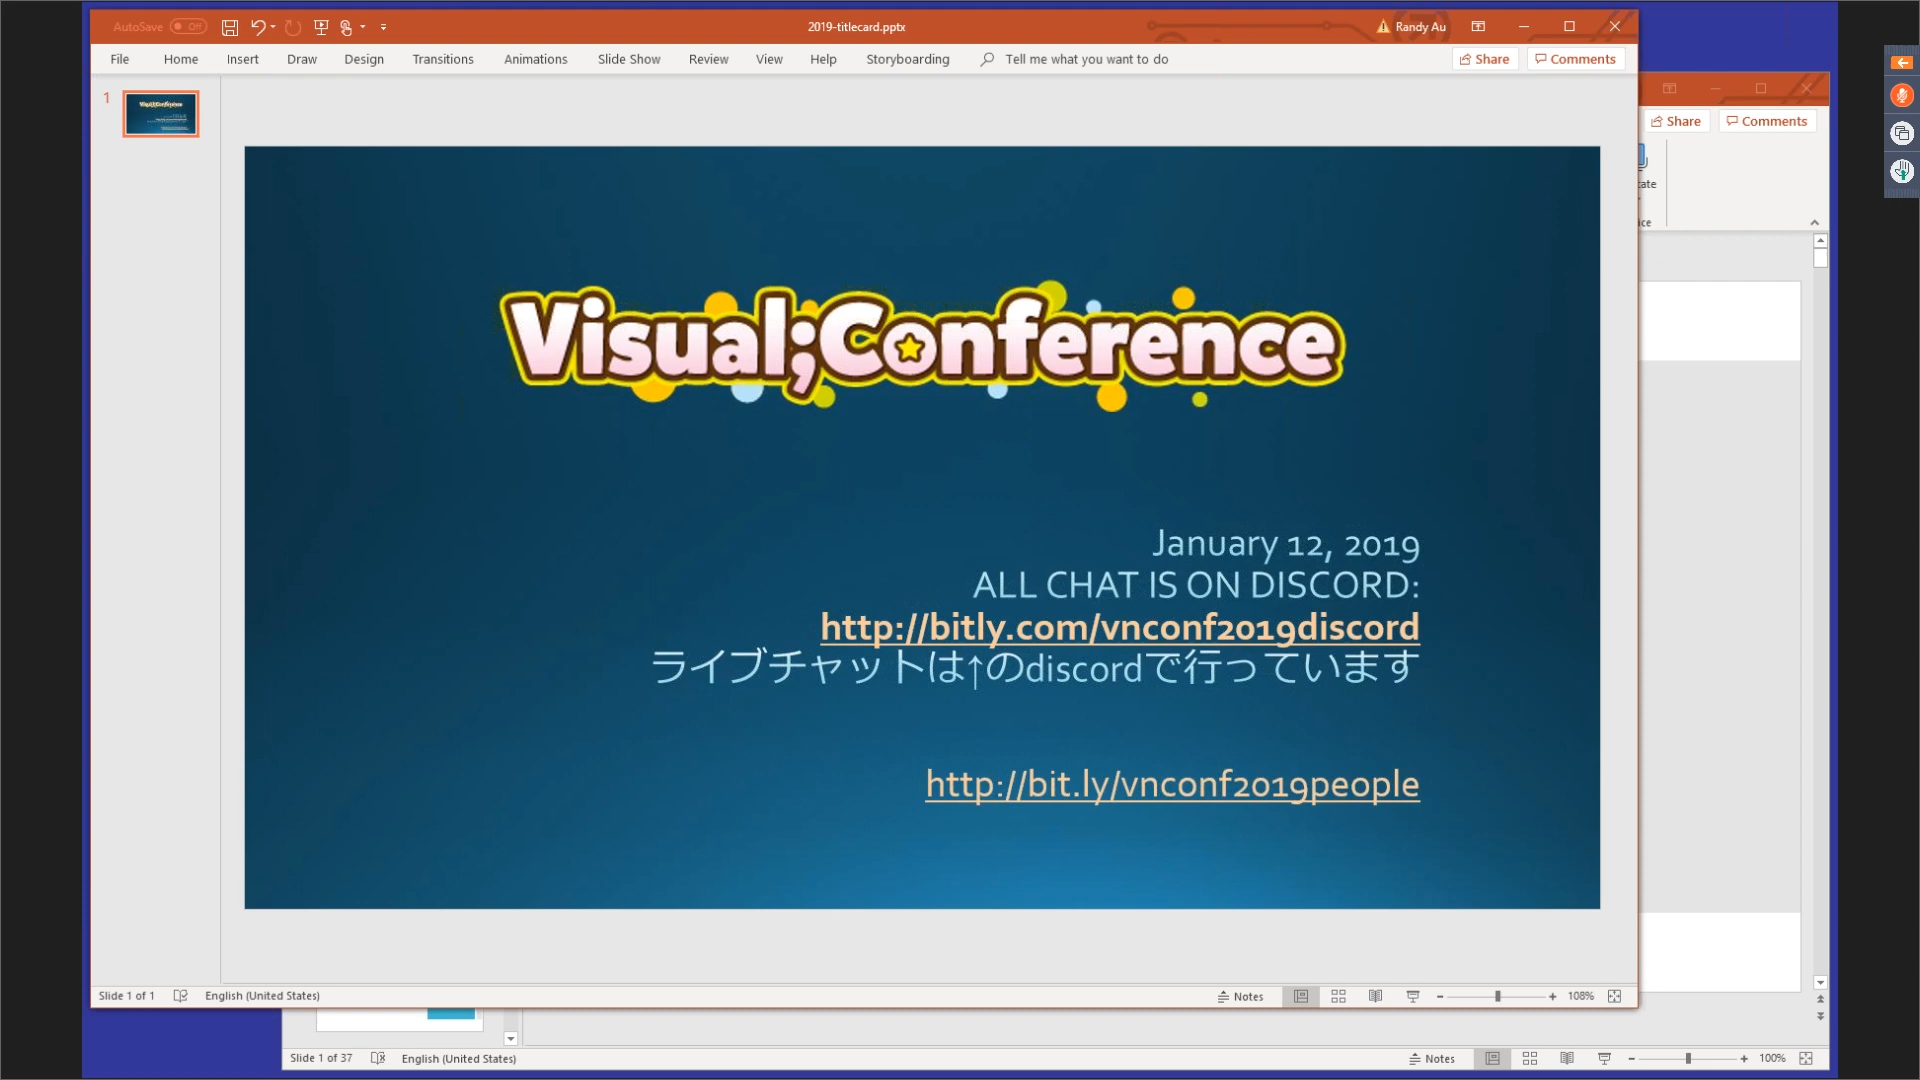 AutoSave Off
2019-titlecard.pptx
Randy Au
File Home Insert Draw Design Transitions Animations Slide Show Review View Help Storyboarding Tell me what you want to do
Share Comments
Share Comments
1
Visual;Conference
January 12, 2019
ALL CHAT IS ON DISCORD:
http://bitly.com/vnconf2019discord
ライブチャットは↑のdiscordで行っています
http://bit.ly/vnconf2019people
Slide 1 of 1 English (United States) Notes 108%
Slide 1 of 37 English (United States) Notes 100%